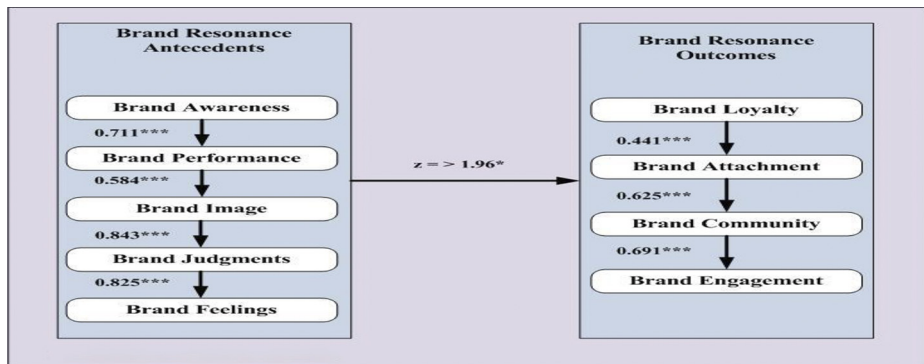 Brand Resonance
Antecedents
Brand Awareness
0.711***
Brand Performance
0.584***
Brand Image
0.843***
Brand Judgments
0.825***
Brand Feelings
z = > 1.96*
Brand Resonance
Outcomes
Brand Loyalty
0.441***
Brand Attachment
0.625***
Brand Community
0.691***
Brand Engagement